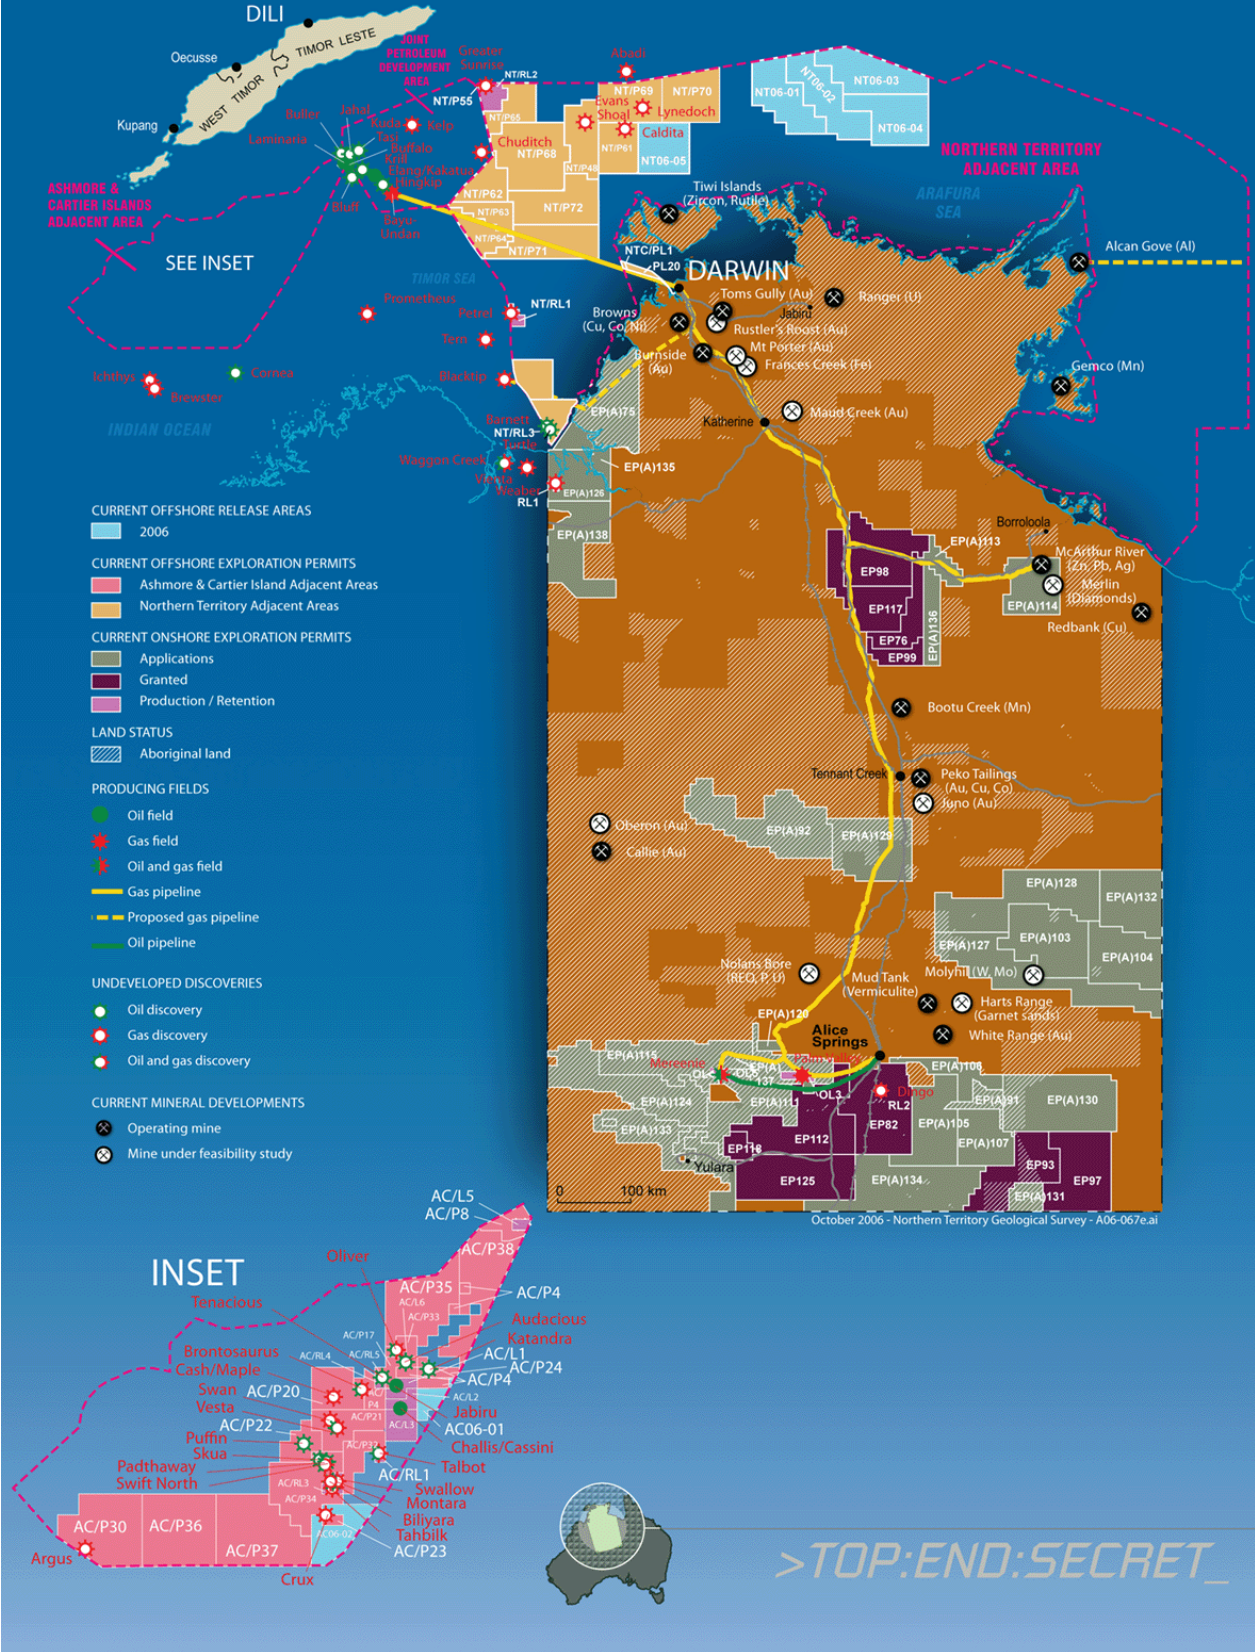 DILI
Oecusse
TIMOR LESTE
WEST TIMOR
Kupang
JOINT
PETROLEUM
DEVELOPMENT
AREA
Greater
Sunrise
NT/RL2
NT/P55
NT/P65
Abadi
NT/P69
NT/P70
Evans
Shoal
Lynedoch
Caldita
NT/P61
NT06-05
NT06-01
NT06-02
NT06-03
NT06-04
Buller
Jahal
Kuda
Tasi
Kelp
Laminaria
Buffalo
Krill
Elang/Kakatua
Hingkip
Bluff
Bayu-
Undan
Chuditch
NT/P68
NT/P48
NT/P62
NT/P63
NT/P72
NT/P64
NT/P71
NORTHERN TERRITORY
ADJACENT AREA
ARAFURA
SEA
ASHMORE &
CARTIER ISLANDS
ADJACENT AREA
SEE INSET
TIMOR SEA
Tiwi Islands
(Zircon, Rutile)
NTC/PL1
PL20
DARWIN
Alcan Gove (Al)
Prometheus
Petrel
NT/RL1
Tern
Browns
(Cu, Co, Ni)
Toms Gully (Au)
Ranger (U)
Jabiru
Rustler's Roost (Au)
Mt Porter (Au)
Burnside
(Au)
Frances Creek (Fe)
Gemco (Mn)
Ichthys
Brewster
Cornea
Blacktip
INDIAN OCEAN
EP(A)75
Katherine
Maud Creek (Au)
Barnett
NT/RL3
Turtle
Waggon Creek
Vienta
Weaber
RL1
EP(A)135
EP(A)126
EP(A)138
CURRENT OFFSHORE RELEASE AREAS
2006
CURRENT OFFSHORE EXPLORATION PERMITS
Ashmore & Cartier Island Adjacent Areas
Northern Territory Adjacent Areas
CURRENT ONSHORE EXPLORATION PERMITS
Applications
Granted
Production / Retention
LAND STATUS
Aboriginal land
PRODUCING FIELDS
Oil field
Gas field
Oil and gas field
Gas pipeline
Proposed gas pipeline
Oil pipeline
UNDEVELOPED DISCOVERIES
Oil discovery
Gas discovery
Oil and gas discovery
CURRENT MINERAL DEVELOPMENTS
Operating mine
Mine under feasibility study
Borroloola
EP(A)113
McArthur River
(Zn, Pb, Ag)
Merlin
(Diamonds)
EP(A)114
Redbank (Cu)
EP98
EP117
EP76
EP99
EP(A)136
Bootu Creek (Mn)
Tennant Creek
Peko Tailings
(Au, Cu, Co)
Juno (Au)
Oberon (Au)
Callie (Au)
EP(A)92
EP(A)129
EP(A)128
EP(A)132
EP(A)103
EP(A)127
EP(A)104
Nolans Bore
(REO, P, U)
Mud Tank
(Vermiculite)
Molyhil (W, Mo)
Harts Range
(Garnet sands)
White Range (Au)
EP(A)120
Alice
Springs
EP(A)115
Mereenie
Palm Valley
EP(A)
137
OL3
Dingo
RL2
EP(A)106
EP(A)91
EP(A)130
EP(A)124
EP(A)111
EP82
EP(A)105
EP(A)107
EP(A)133
EP112
EP118
Yulara
EP125
EP(A)134
EP93
EP97
EP(A)131
0
100 km
October 2006 - Northern Territory Geological Survey - A06-067e.ai
INSET
AC/L5
AC/P8
AC/P38
Oliver
AC/P35
AC/P4
AC/L6
AC/P33
Tenacious
Audacious
Katandra
AC/P17
AC/RL5
AC/L1
AC/P24
AC/P4
Brontosaurus
AC/RL4
Cash/Maple
Swan
AC/P20
AC/L2
P4
Jabiru
Vesta
AC/P21
AC/L3
AC06-01
AC/P22
Puffin
Challis/Cassini
Skua
AC/P32
Talbot
Padthaway
AC/RL1
Swift North
AC/RL3
Swallow
AC/P34
Montara
Biliyara
Tahbilk
AC/P30
AC/P36
AC/P37
AC06-02
AC/P23
Argus
Crux
>TOP:END:SECRET_